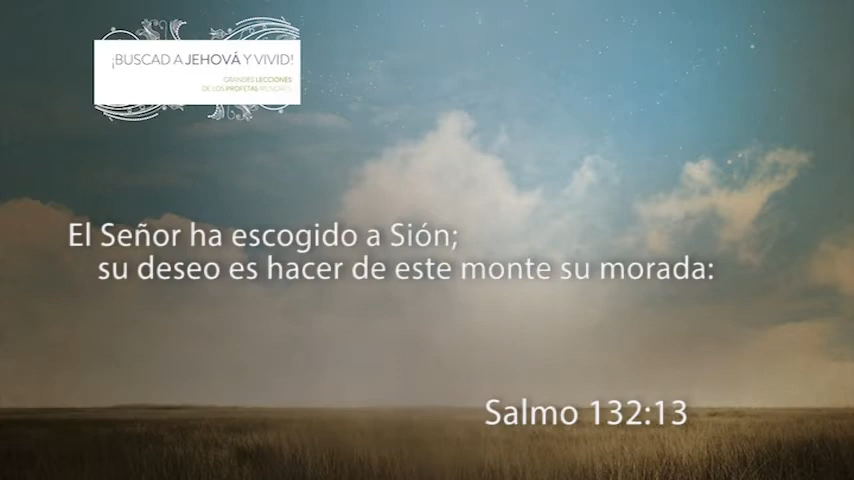 ¡BUSCAD A JEHOVÁ Y VIVID!
GRANDES LECCIONES
DE LOS PROFETAS MENORES
El Señor ha escogido a Sión;
su deseo es hacer de este monte su morada:
Salmo 132:13